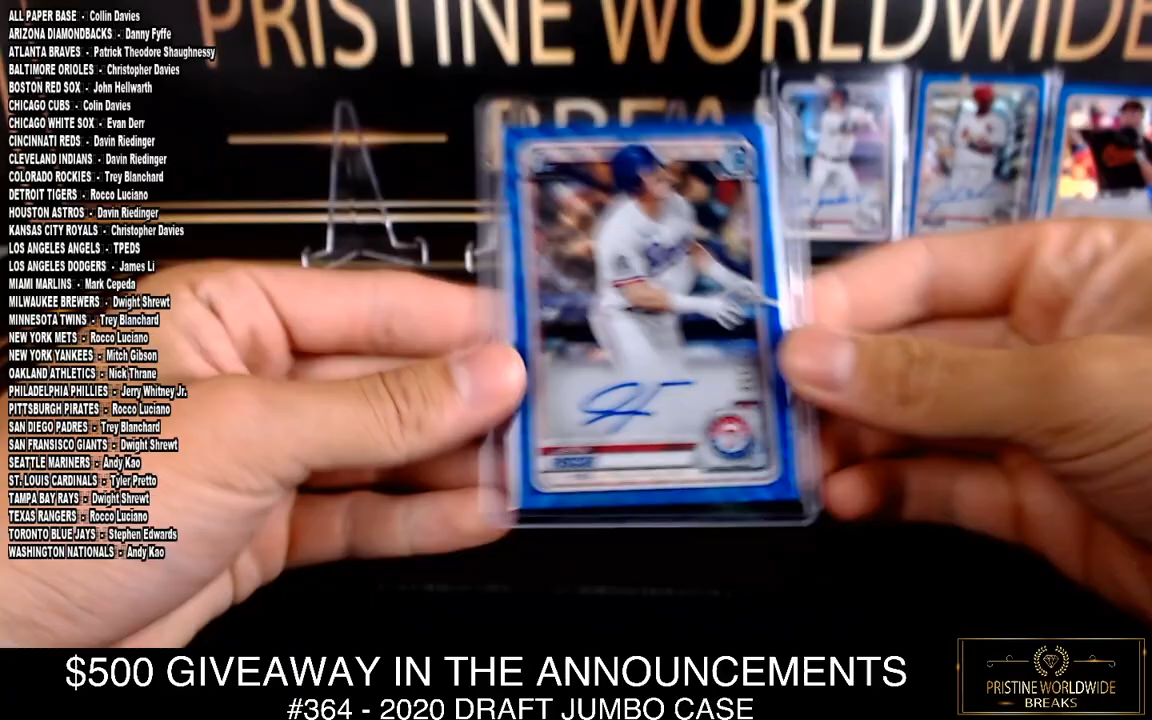 PRISTINE WORLDWIDE
BREA
ALL PAPER BASE - Collin Davies
ARIZONA DIAMONDBACKS - Danny Fyffe
ATLANTA BRAVES - Patrick Theodore Shaughnessy
BALTIMORE ORIOLES - Christopher Davies
BOSTON RED SOX - John Hellwarth
CHICAGO CUBS - Colin Davies
CHICAGO WHITE SOX - Evan Derr
CINCINNATI REDS - Davin Riedinger
CLEVELAND INDIANS - Davin Riedinger
COLORADO ROCKIES - Trey Blanchard
DETROIT TIGERS - Rocco Luciano
HOUSTON ASTROS - Davin Riedinger
KANSAS CITY ROYALS - Christopher Davies
LOS ANGELES ANGELS - TPEDS
LOS ANGELES DODGERS - James Li
MIAMI MARLINS - Mark Cepeda
MILWAUKEE BREWERS - Dwight Shrewt
MINNESOTA TWINS - Trey Blanchard
NEW YORK METS - Rocco Luciano
NEW YORK YANKEES - Mitch Gibson
OAKLAND ATHLETICS - Nick Thrane
PHILADELPHIA PHILLIES - Jerry Whitney Jr.
PITTSBURGH PIRATES - Rocco Luciano
SAN DIEGO PADRES - Trey Blanchard
SAN FRANSISCO GIANTS - Dwight Shrewt
SEATTLE MARINERS - Andy Kao
ST. LOUIS CARDINALS - Tyler Pretto
TAMPA BAY RAYS - Dwight Shrewt
TEXAS RANGERS - Rocco Luciano
TORONTO BLUE JAYS - Stephen Edwards
WASHINGTON NATIONALS - Andy Kao
$500 GIVEAWAY IN THE ANNOUNCEMENTS
#364 - 2020 DRAFT JUMBO CASE
PRISTINE WORLDWIDE
BREAKS